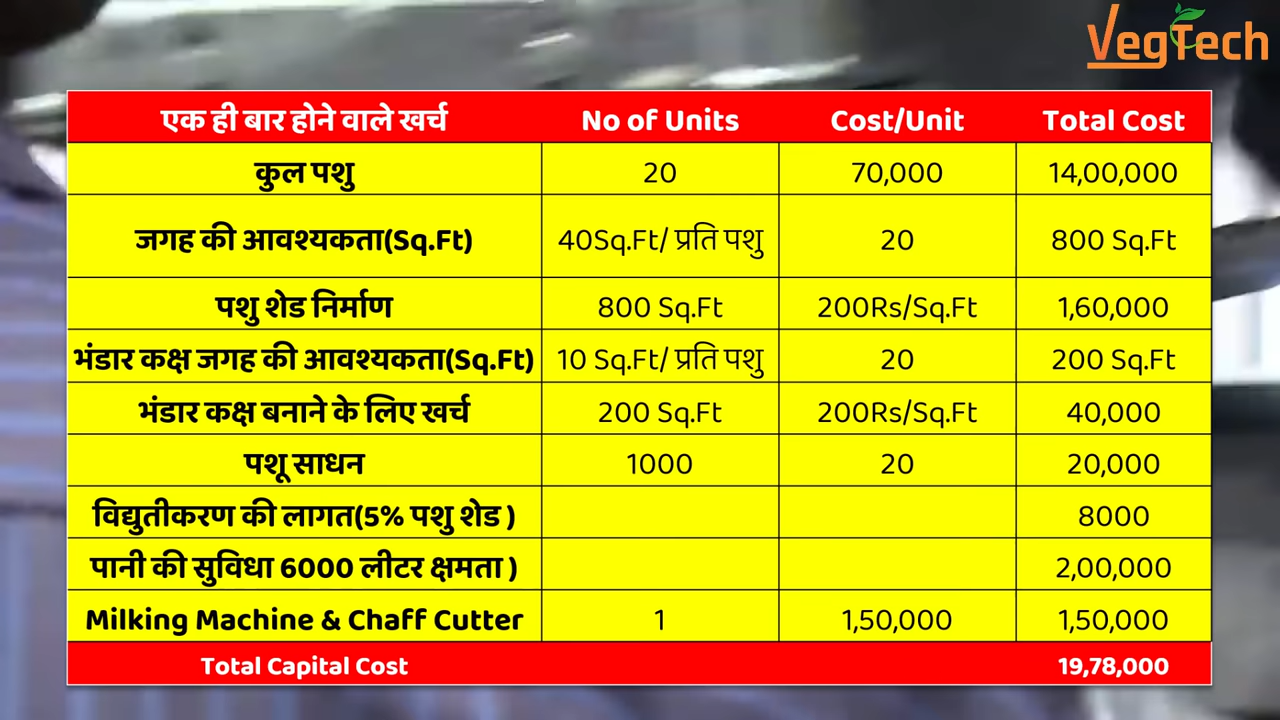 VegTech
एक ही बार होने वाले खर्च No of Units Cost/Unit Total Cost
कुल पशु 20 70,000 14,00,000
जगह की आवश्यकता(Sq.Ft) 40Sq.Ft/ प्रति पशु 20 800 Sq.Ft
पशु शेड निर्माण 800 Sq.Ft 200Rs/Sq.Ft 1,60,000
भंडार कक्ष जगह की आवश्यकता(Sq.Ft) 10 Sq.Ft/ प्रति पशु 20 200 Sq.Ft
भंडार कक्ष बनाने के लिए खर्च 200 Sq.Ft 200Rs/Sq.Ft 40,000
पशू साधन 1000 20 20,000
विद्युतीकरण की लागत(5% पशु शेड ) 8000
पानी की सुविधा 6000 लीटर क्षमता ) 2,00,000
Milking Machine & Chaff Cutter 1 1,50,000 1,50,000
Total Capital Cost 19,78,000